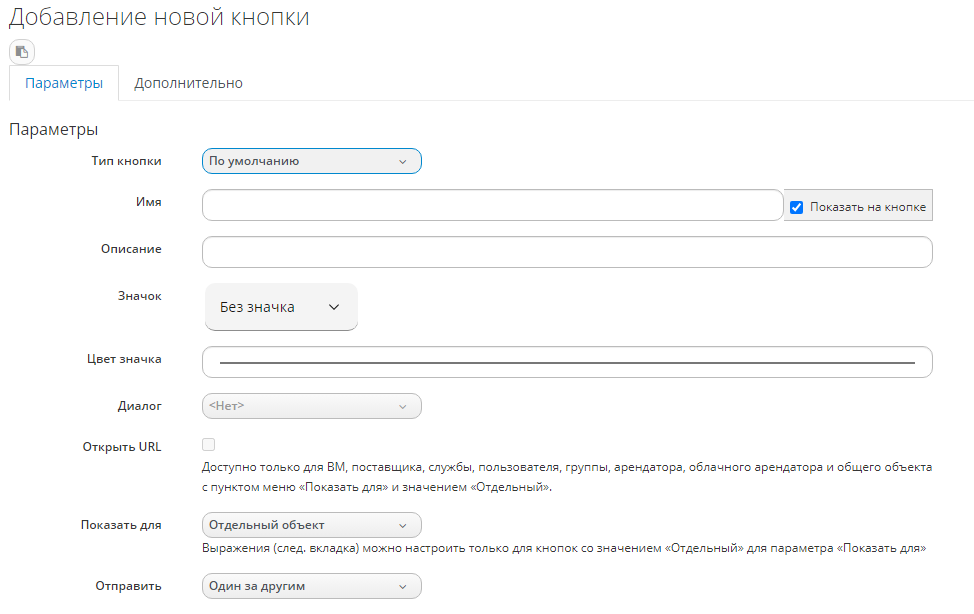 Добавление новой кнопки
Параметры Дополнительно
Параметры
Тип кнопки По умолчанию
Имя Показать на кнопке
Описание
Значок Без значка
Цвет значка
Диалог <Нет>
Открыть URL
Доступно только для ВМ, поставщика, службы, пользователя, группы, арендатора, облачного арендатора и общего объекта
с пунктом меню «Показать для» и значением «Отдельный».
Показать для Отдельный объект
Выражения (след. вкладка) можно настроить только для кнопок со значением «Отдельный» для параметра «Показать для»
Отправить Один за другим